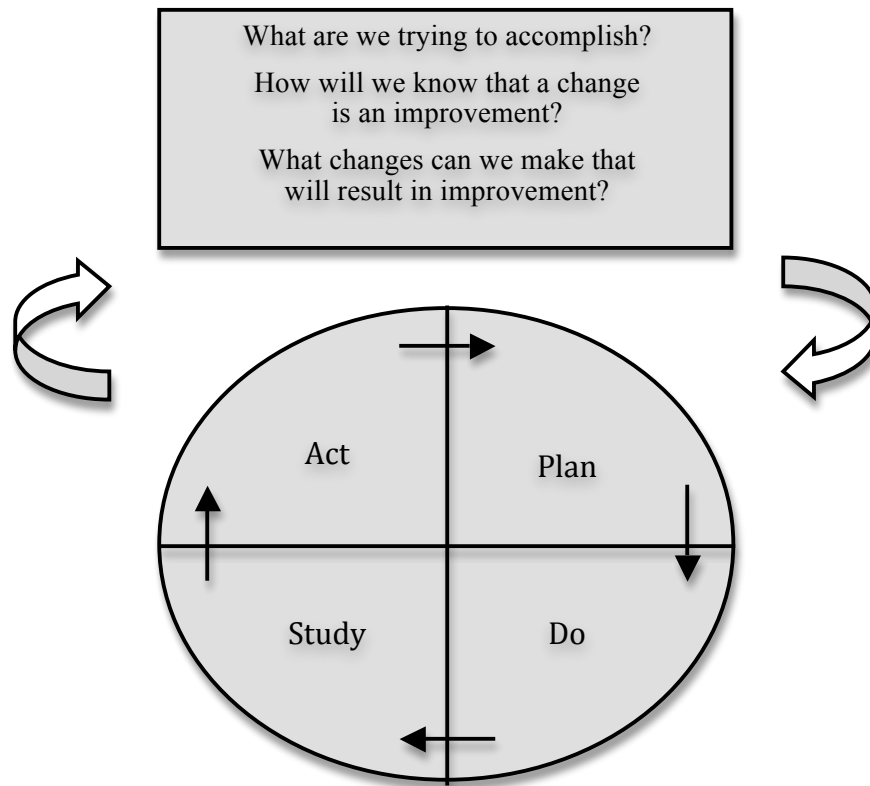 What are we trying to accomplish?
How will we know that a change
is an improvement?
What changes can we make that
will result in improvement?
Act
Plan
Study
Do